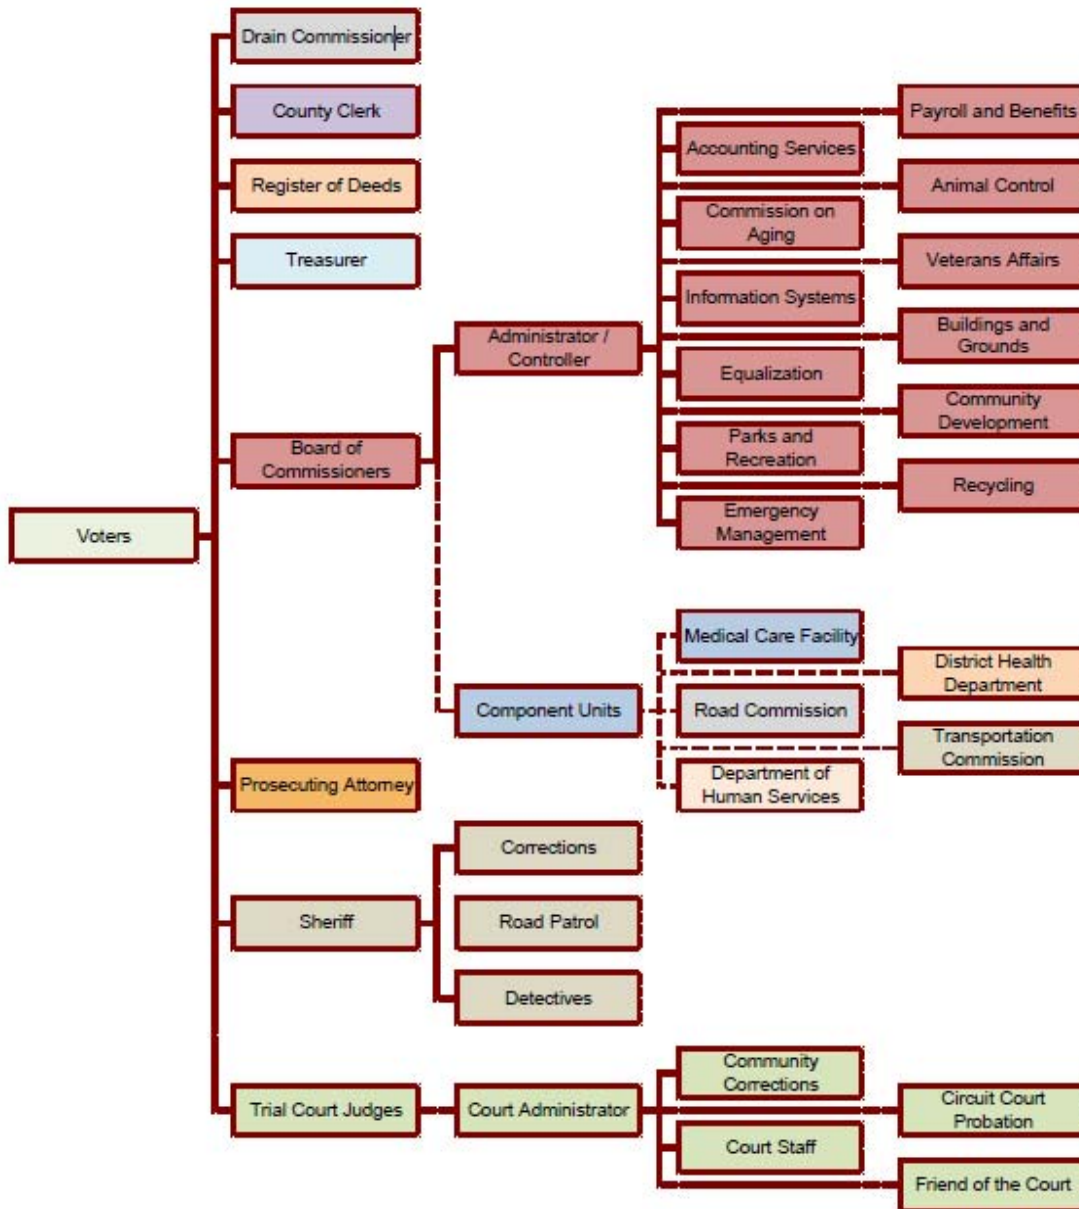 Drain Commissioner
County Clerk
Register of Deeds
Treasurer
Voters
Board of
Commissioners
Administrator /
Controller
Payroll and Benefits
Accounting Services
Animal Control
Commission on
Aging
Veterans Affairs
Information Systems
Buildings and
Grounds
Equalization
Community
Development
Parks and
Recreation
Recycling
Emergency
Management
Component Units
Medical Care Facility
District Health
Department
Road Commission
Transportation
Commission
Department of
Human Services
Prosecuting Attorney
Sheriff
Corrections
Road Patrol
Detectives
Trial Court Judges
Court Administrator
Community
Corrections
Circuit Court
Probation
Court Staff
Friend of the Court